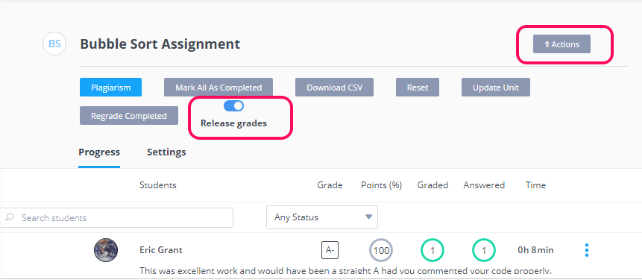 BS Bubble Sort Assignment
⇧ Actions
Plagiarism Mark All As Completed Download CSV Reset Update Unit
Regrade Completed Release grades
Progress Settings
Students Grade Points (%) Graded Answered Time
Search students Any Status
Eric Grant A- 100 1 1 0h 8min
This was excellent work and would have been a straight A had you commented your code properly.